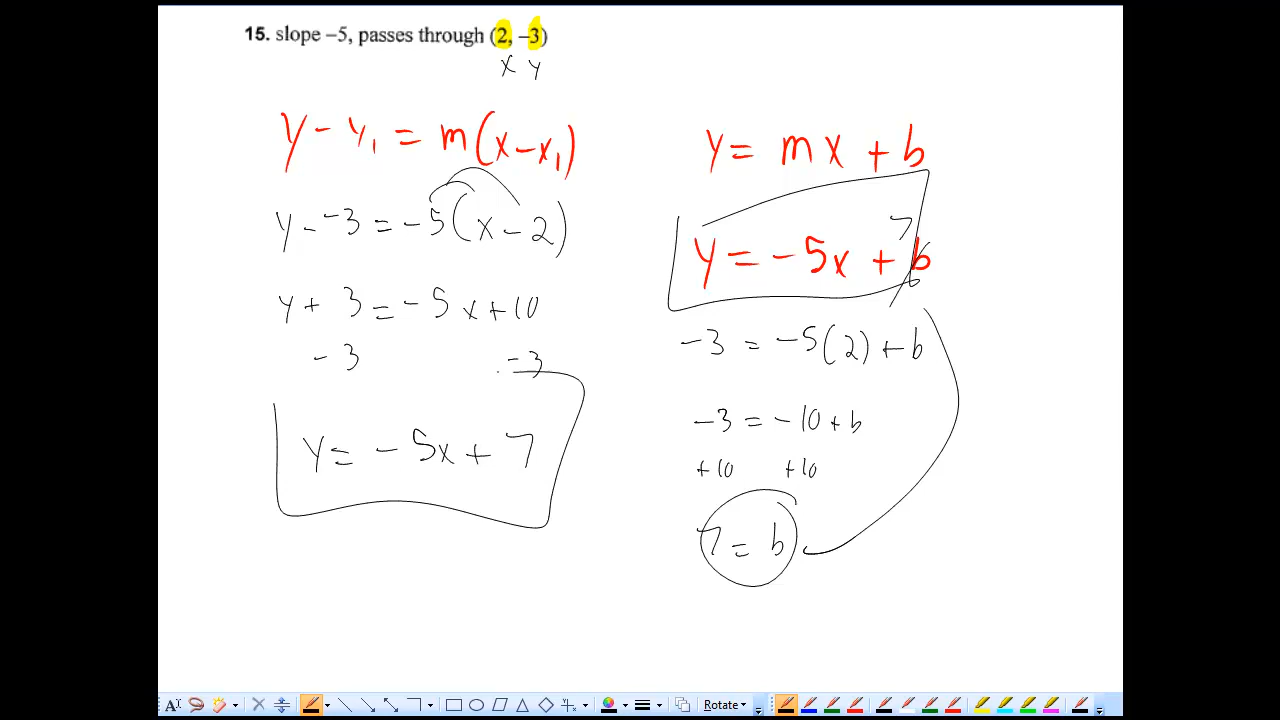 15. slope –5, passes through (2, –3)
x y
y - y₁ = m(x - x₁)
y - -3 = -5(x - 2)
y + 3 = -5x + 10
-3 -3
y = -5x + 7
y = mx + b
7
y = -5x + b
-3 = -5(2) + b
-3 = -10 + b
+10 +10
7 = b
Rotate